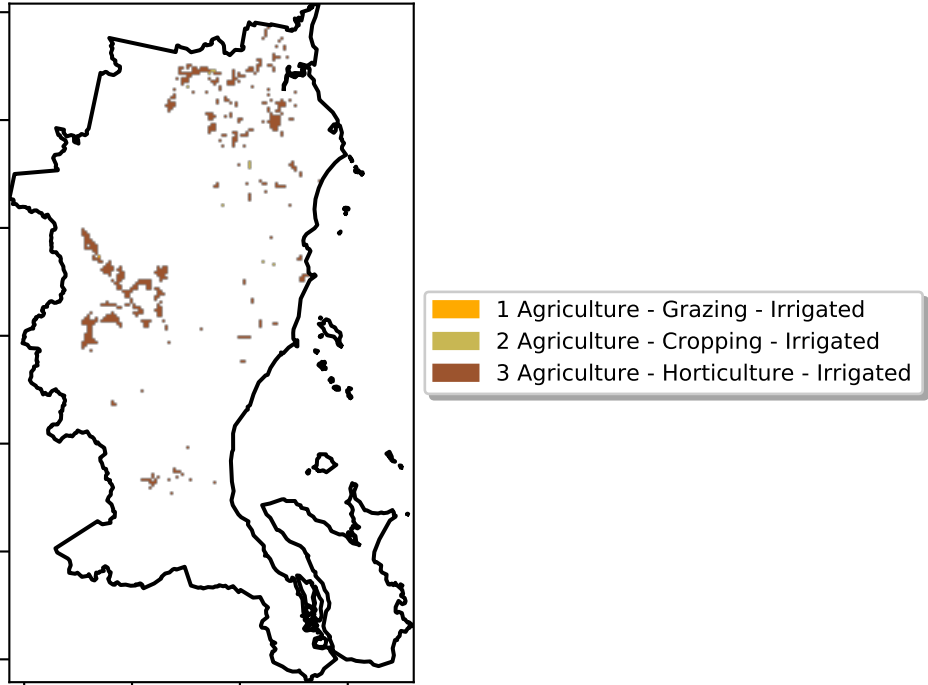 1 Agriculture - Grazing - Irrigated
2 Agriculture - Cropping - Irrigated
3 Agriculture - Horticulture - Irrigated